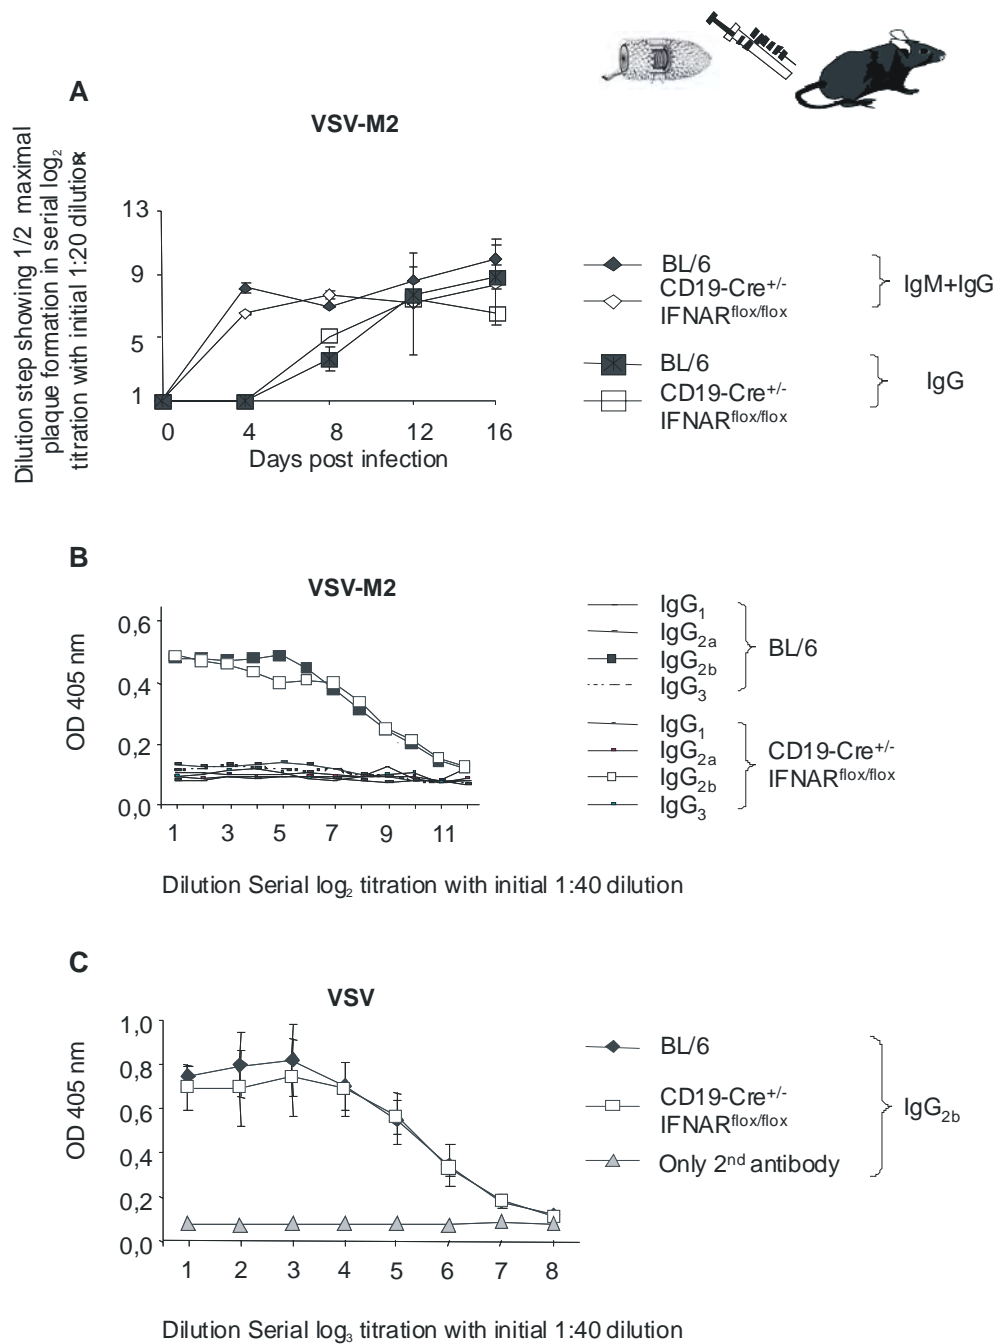 A
VSV-M2
Dilution step showing 1/2 maximal
plaque formation in serial log2
titration with initial 1:20 dilution
13
9
5
1
0 4 8 12 16
Days post infection
BL/6
CD19-Cre+/-
IFNARflox/flox
IgM+IgG
BL/6
CD19-Cre+/-
IFNARflox/flox
IgG
B
VSV-M2
OD 405 nm
0,6
0,4
0,2
0,0
1 3 5 7 9 11
Dilution Serial log2 titration with initial 1:40 dilution
IgG1
IgG2a
IgG2b
IgG3
BL/6
IgG1
IgG2a
IgG2b
IgG3
CD19-Cre+/-
IFNARflox/flox
C
VSV
OD 405 nm
1,0
0,8
0,6
0,4
0,2
0,0
1 2 3 4 5 6 7 8
Dilution Serial log3 titration with initial 1:40 dilution
BL/6
CD19-Cre+/-
IFNARflox/flox
Only 2nd antibody
IgG2b